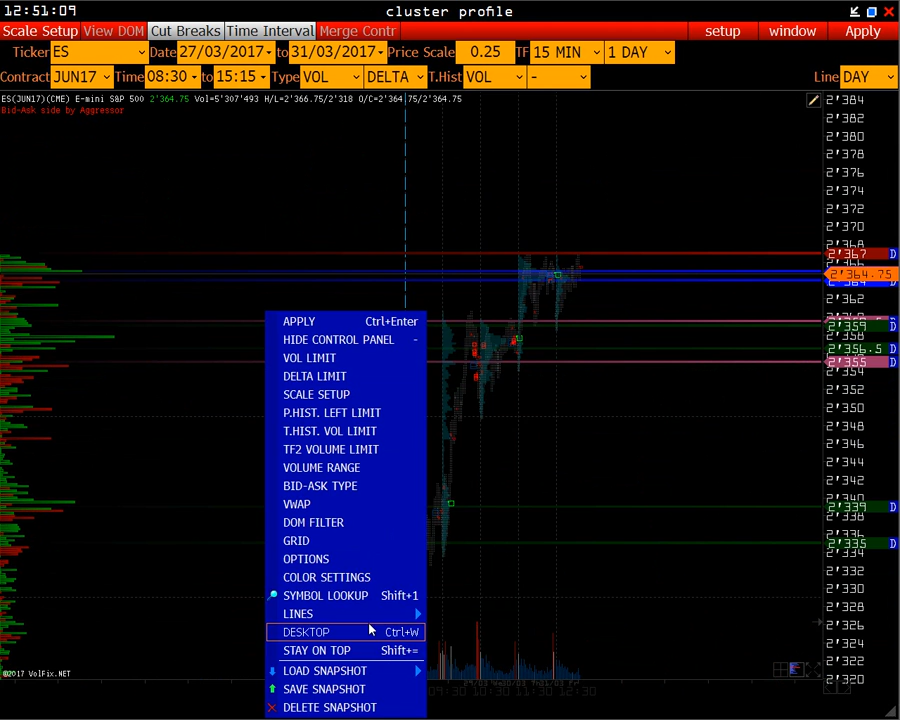 12:51:09 cluster profile
Scale Setup View DOM Cut Breaks Time Interval Merge Contr setup window Apply
Ticker ES Date 27/03/2017 to 31/03/2017 Price Scale 0.25 TF 15 MIN 1 DAY
Contract JUN17 Time 08:30 to 15:15 Type VOL DELTA T.Hist VOL - Line DAY
ES(JUN17)(CME) E-mini S&P 500 2'364.75 Vol=5'307'493 H/L=2'366.75/2'318 O/C=2'364.75/2'364.75
Bid-Ask side by Aggressor
2'384
2'382
2'380
2'378
2'376
2'374
2'372
2'370
2'368
2'367 D
2'364.75
2'362
2'359 D
2'358
2'356.5 D
2'355 D
2'354
2'352
2'350
2'348
2'346
2'344
2'342
2'340
2'339 D
2'338
2'335 D
2'334
2'332
2'330
2'328
2'326
2'324
2'322
2'320
APPLY Ctrl+Enter
HIDE CONTROL PANEL -
VOL LIMIT
DELTA LIMIT
SCALE SETUP
P.HIST. LEFT LIMIT
T.HIST. VOL LIMIT
TF2 VOLUME LIMIT
VOLUME RANGE
BID-ASK TYPE
VWAP
DOM FILTER
GRID
OPTIONS
COLOR SETTINGS
SYMBOL LOOKUP Shift+1
LINES
DESKTOP Ctrl+W
STAY ON TOP Shift+=
LOAD SNAPSHOT
SAVE SNAPSHOT
DELETE SNAPSHOT
©2017 VolFix.NET
09:30 10:30 11:30 12:30